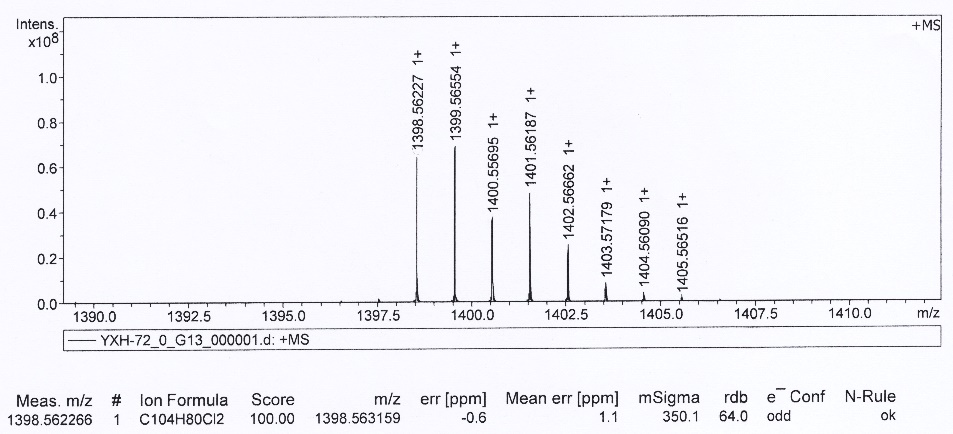 Intens.
x10⁸
+MS
1398.56227 1+
1399.56554 1+
1400.55695 1+
1401.56187 1+
1402.56662 1+
1403.57179 1+
1404.56090 1+
1405.56516 1+
1.0
0.8
0.6
0.4
0.2
0.0
1390.0 1392.5 1395.0 1397.5 1400.0 1402.5 1405.0 1407.5 1410.0 m/z
YXH-72_0_G13_000001.d: +MS
Meas. m/z # Ion Formula Score m/z err [ppm] Mean err [ppm] mSigma rdb e⁻ Conf N-Rule
1398.562266 1 C104H80Cl2 100.00 1398.563159 -0.6 1.1 350.1 64.0 odd ok